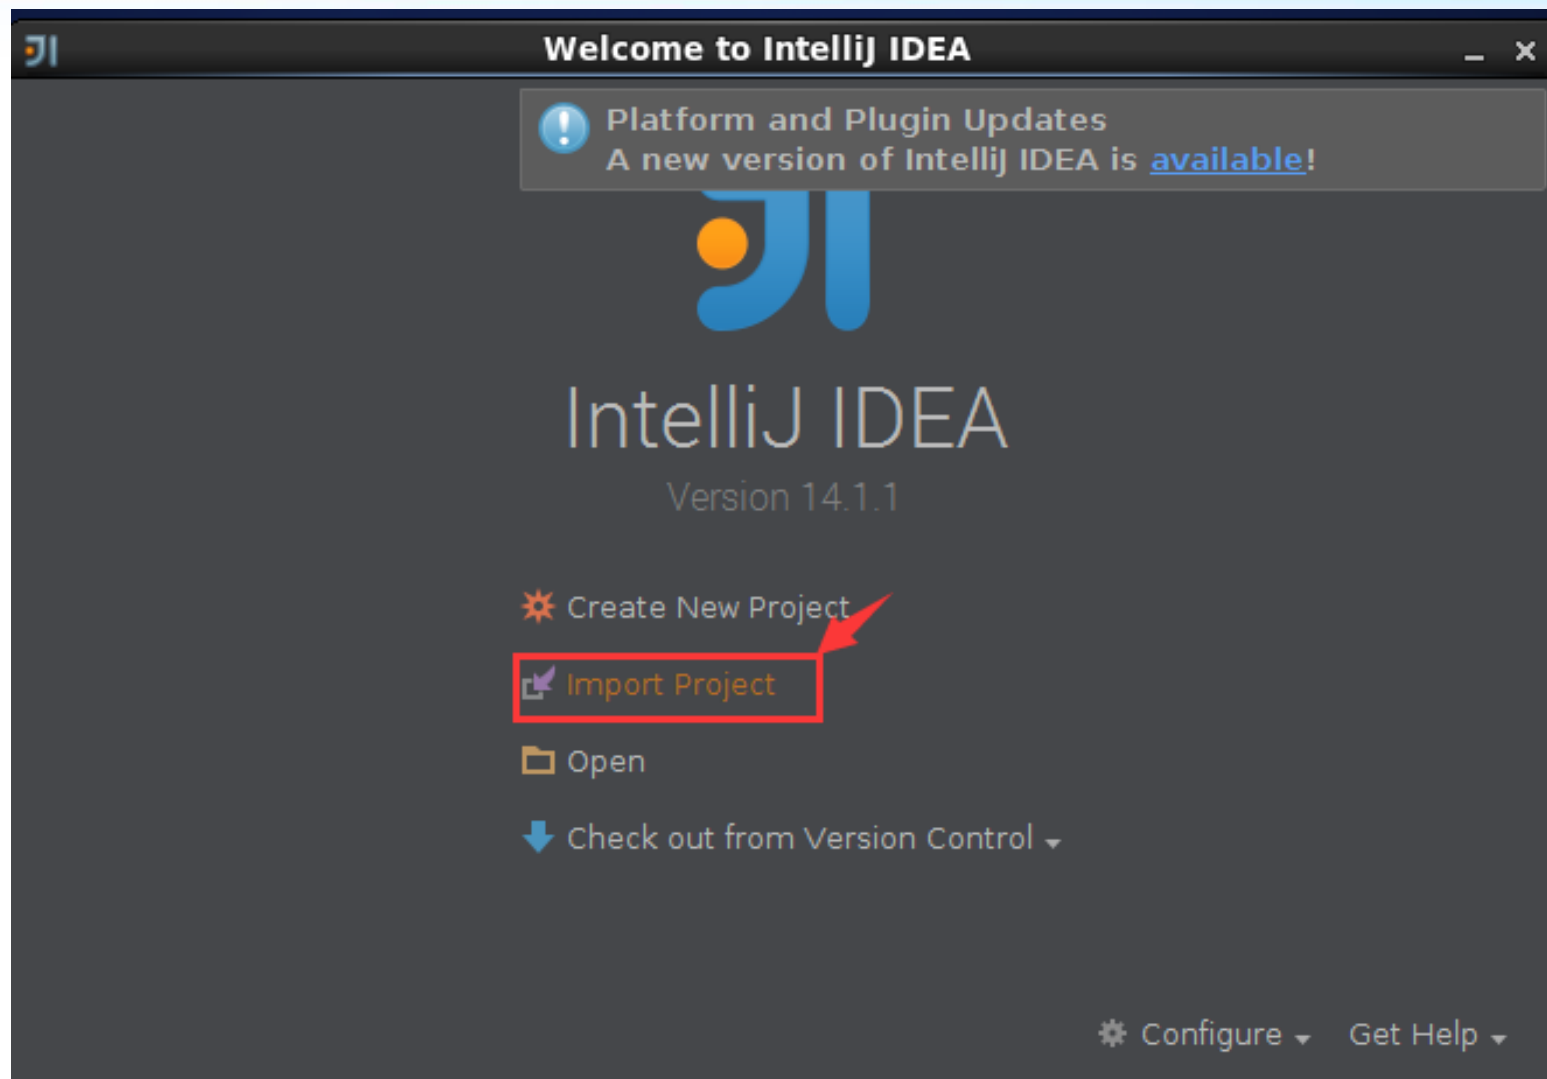 Welcome to IntelliJ IDEA
Platform and Plugin Updates
A new version of IntelliJ IDEA is available!
IntelliJ IDEA
Version 14.1.1
Create New Project
Import Project
Open
Check out from Version Control
Configure Get Help